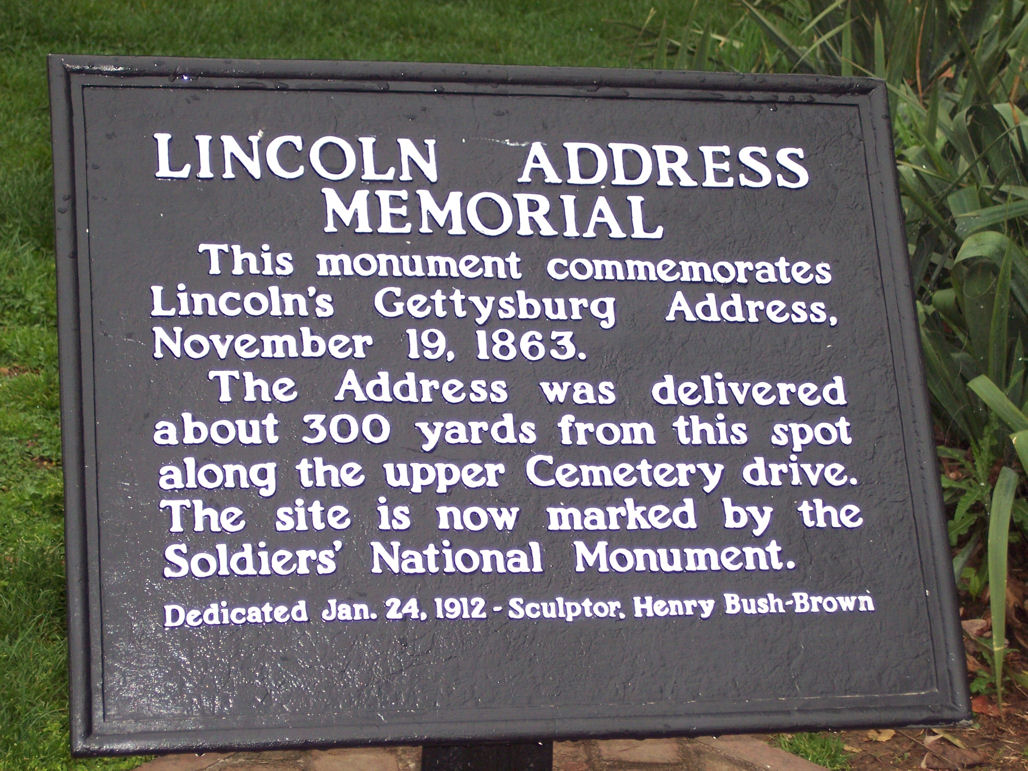 LINCOLN ADDRESS
MEMORIAL
This monument commemorates
Lincoln's Gettysburg Address,
November 19, 1863.
The Address was delivered
about 300 yards from this spot
along the upper Cemetery drive.
The site is now marked by the
Soldiers' National Monument.
Dedicated Jan. 24, 1912 - Sculptor, Henry Bush-Brown